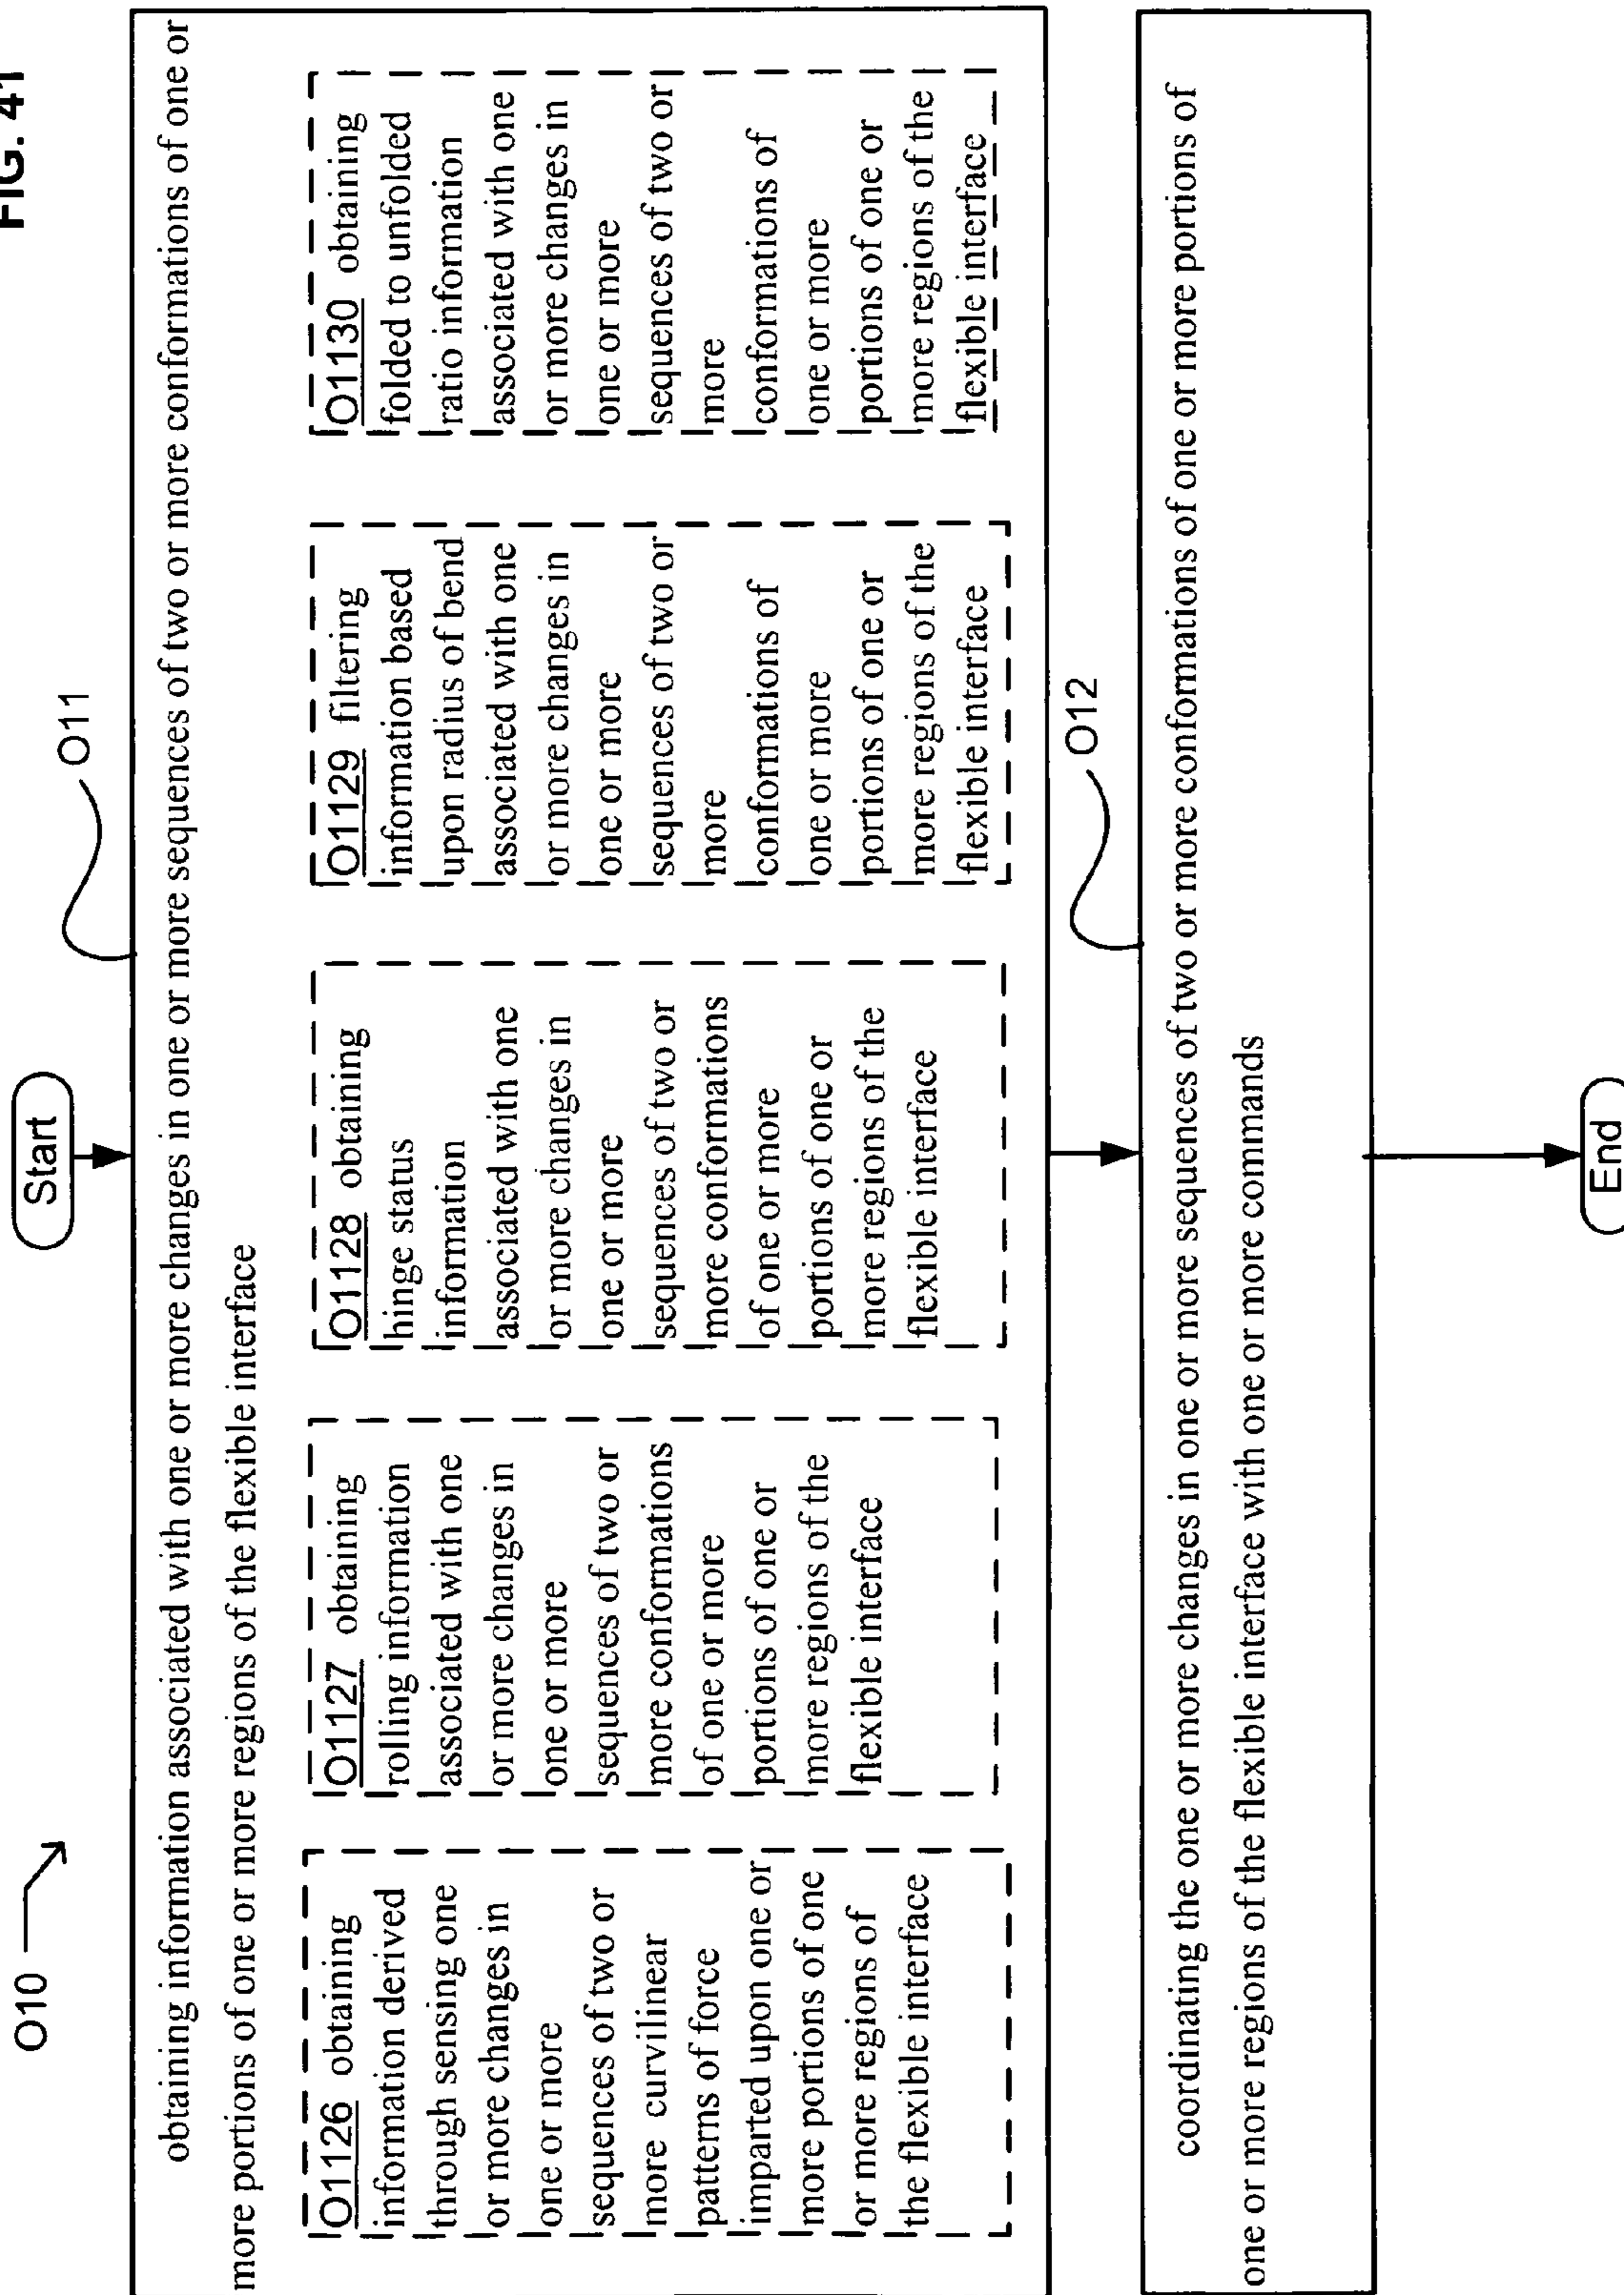 FIG. 41
O10
Start
O11
obtaining information associated with one or more changes in one or more sequences of two or more conformations of one or
more portions of one or more regions of the flexible interface
O1126 obtaining
information derived
through sensing one
or more changes in
one or more
sequences of two or
more curvilinear
patterns of force
imparted upon one or
more portions of one
or more regions of
the flexible interface
O1127 obtaining
rolling information
associated with one
or more changes in
one or more
sequences of two or
more conformations
of one or more
portions of one or
more regions of the
flexible interface
O1128 obtaining
hinge status
information
associated with one
or more changes in
one or more
sequences of two or
more conformations
of one or more
portions of one or
more regions of the
flexible interface
O1129 filtering
information based
upon radius of bend
associated with one
or more changes in
one or more
sequences of two or
more
conformations of
one or more
portions of one or
more regions of the
flexible interface
O1130 obtaining
folded to unfolded
ratio information
associated with one
or more changes in
one or more
sequences of two or
more
conformations of
one or more
portions of one or
more regions of the
flexible interface
O12
coordinating the one or more changes in one or more sequences of two or more conformations of one or more portions of
one or more regions of the flexible interface with one or more commands
End